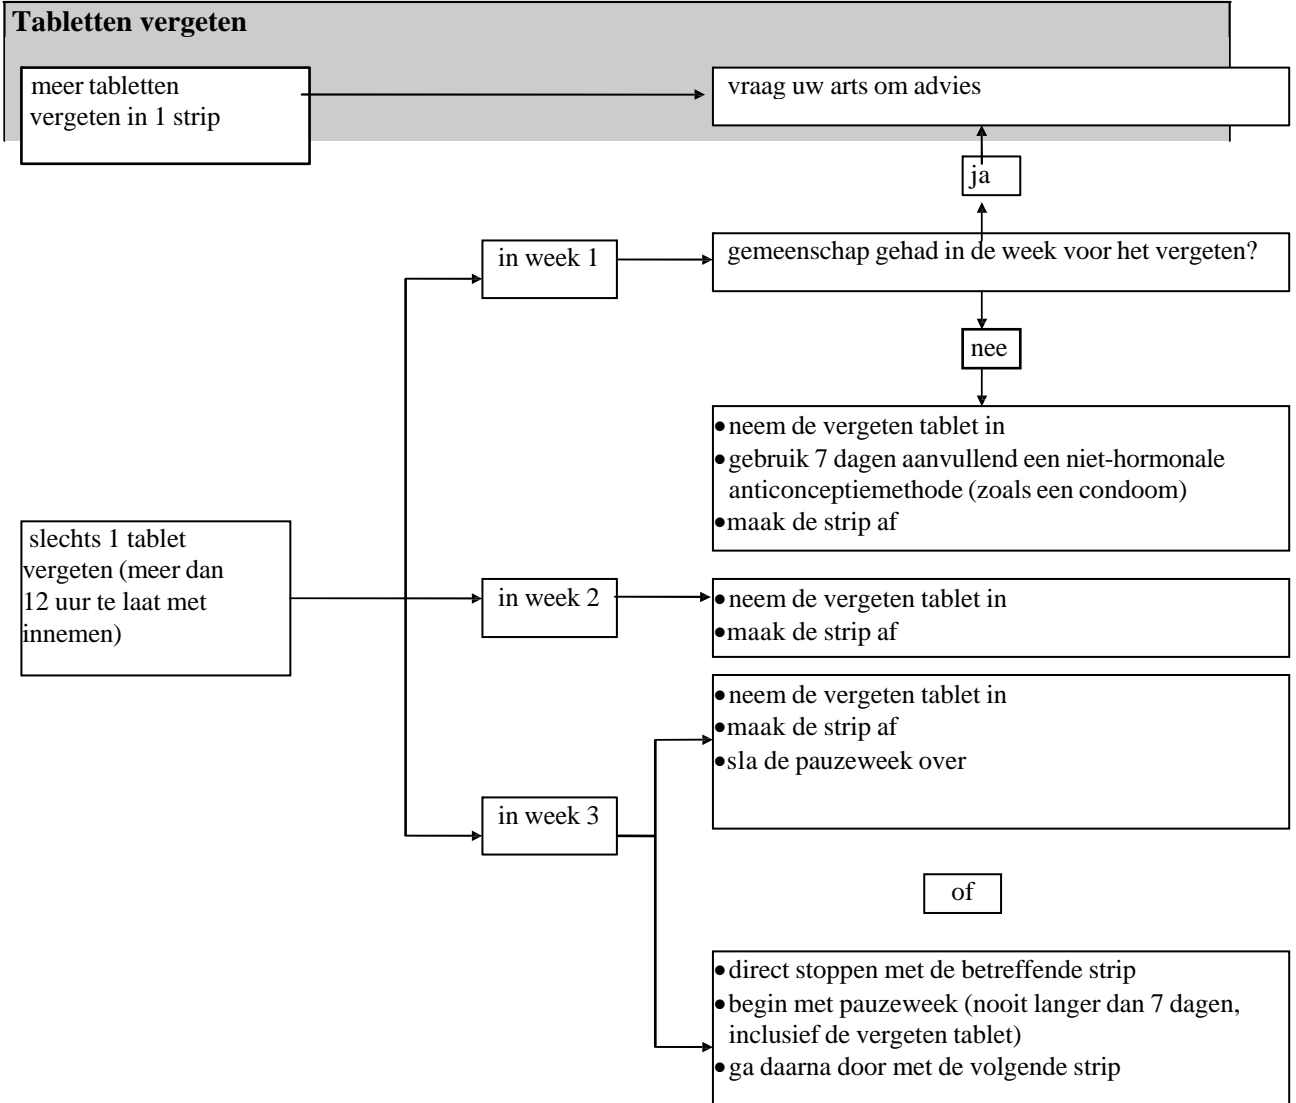 Tabletten vergeten
meer tabletten
vergeten in 1 strip
vraag uw arts om advies
ja
in week 1
gemeenschap gehad in de week voor het vergeten?
nee
•neem de vergeten tablet in
•gebruik 7 dagen aanvullend een niet-hormonale
anticonceptiemethode (zoals een condoom)
•maak de strip af
slechts 1 tablet
vergeten (meer dan
12 uur te laat met
innemen)
in week 2
•neem de vergeten tablet in
•maak de strip af
•neem de vergeten tablet in
•maak de strip af
•sla de pauzeweek over
in week 3
of
•direct stoppen met de betreffende strip
•begin met pauzeweek (nooit langer dan 7 dagen,
inclusief de vergeten tablet)
•ga daarna door met de volgende strip